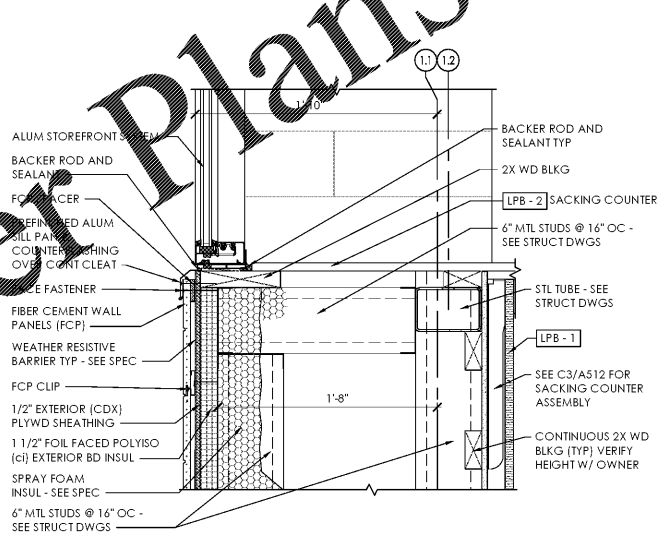 er Plans
1.1 1.2
1'-10"
ALUM STOREFRONT SYSTEM
BACKER ROD AND
SEALANT
FCP SPACER
PREFINISHED ALUM
SILL PAN
COUNTERFLASHING
OVER CONT CLEAT
FACE FASTENER
FIBER CEMENT WALL
PANELS (FCP)
WEATHER RESISTIVE
BARRIER TYP - SEE SPEC
FCP CLIP
1/2" EXTERIOR (CDX)
PLYWD SHEATHING
1 1/2" FOIL FACED POLYISO
(ci) EXTERIOR BD INSUL
SPRAY FOAM
INSUL - SEE SPEC
6" MTL STUDS @ 16" OC -
SEE STRUCT DWGS
1'-8"
BACKER ROD AND
SEALANT TYP
2X WD BLKG
LPB - 2 SACKING COUNTER
6" MTL STUDS @ 16" OC -
SEE STRUCT DWGS
STL TUBE - SEE
STRUCT DWGS
LPB - 1
SEE C3/A512 FOR
SACKING COUNTER
ASSEMBLY
CONTINUOUS 2X WD
BLKG (TYP) VERIFY
HEIGHT W/ OWNER